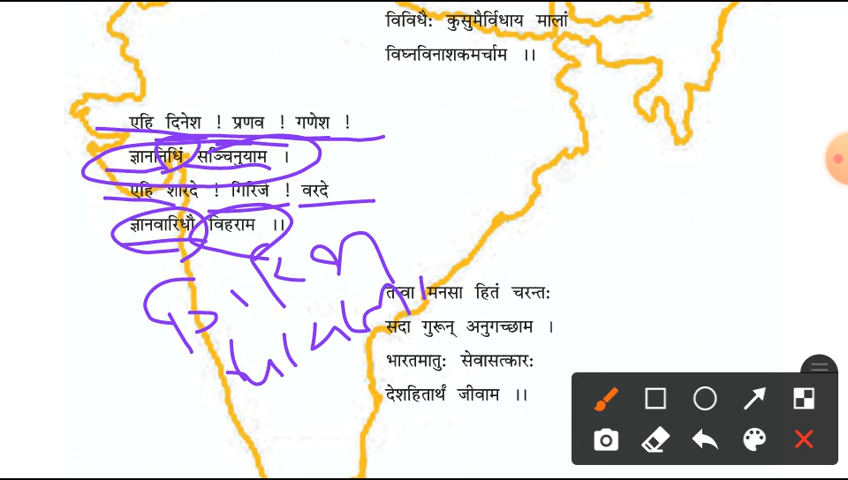 विविधै: कुसुमैर्विधाय मालां
विघ्नविनाशकमर्चाम ।।
एहि दिनेश ! प्रणव ! गणेश !
ज्ञाननिधिं सञ्चिनुयाम ।
एहि शारदे ! गिरिजे ! वरदे
ज्ञानवारिधौ विहराम ।।
तत्त्वा मनसा हितं चरन्त:
सदा गुरून् अनुगच्छाम ।
भारतमातु: सेवासत्कार:
देशहितार्थं जीवाम ।।